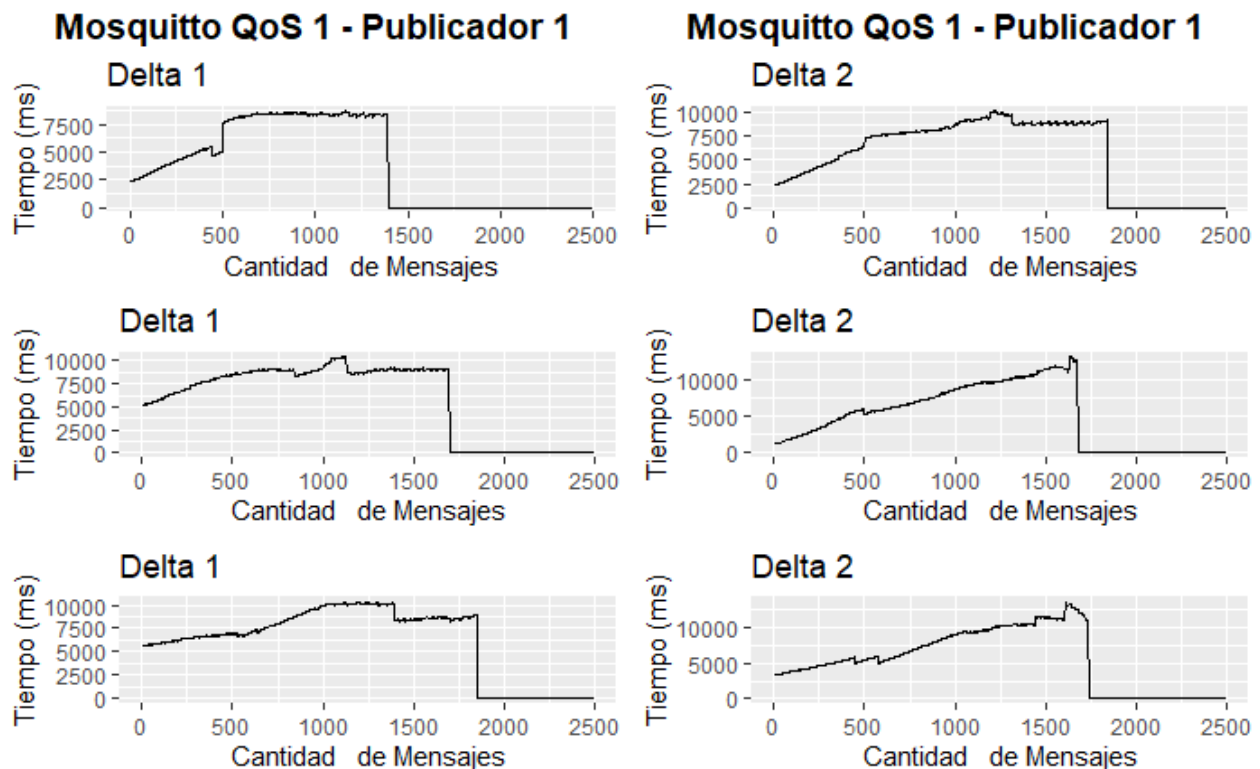 Mosquitto QoS 1 - Publicador 1
Delta 1
Tiempo (ms)
7500
5000
2500
0
0 500 1000 1500 2000 2500
Cantidad de Mensajes
Mosquitto QoS 1 - Publicador 1
Delta 2
Tiempo (ms)
10000
7500
5000
2500
0
0 500 1000 1500 2000 2500
Cantidad de Mensajes
Delta 1
Tiempo (ms)
10000
7500
5000
2500
0
0 500 1000 1500 2000 2500
Cantidad de Mensajes
Delta 2
Tiempo (ms)
10000
5000
0
0 500 1000 1500 2000 2500
Cantidad de Mensajes
Delta 1
Tiempo (ms)
10000
7500
5000
2500
0
0 500 1000 1500 2000 2500
Cantidad de Mensajes
Delta 2
Tiempo (ms)
10000
5000
0
0 500 1000 1500 2000 2500
Cantidad de Mensajes